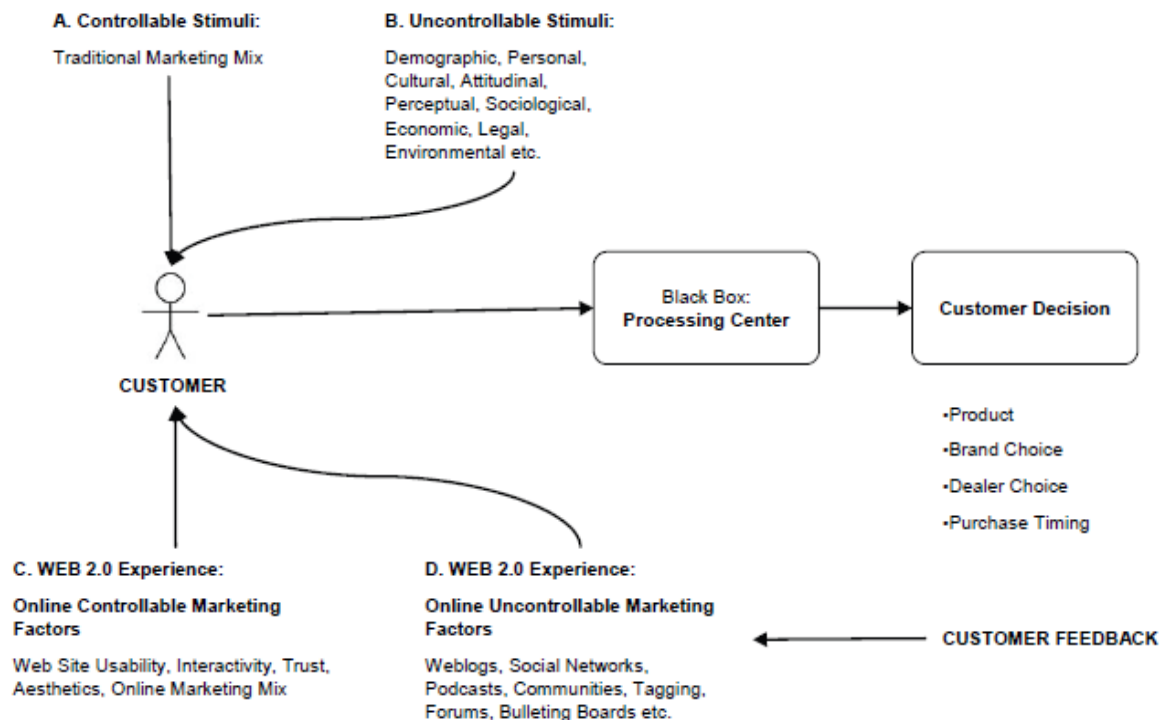 A. Controllable Stimuli:
Traditional Marketing Mix
B. Uncontrollable Stimuli:
Demographic, Personal,
Cultural, Attitudinal,
Perceptual, Sociological,
Economic, Legal,
Environmental etc.
CUSTOMER
Black Box:
Processing Center
Customer Decision
•Product
•Brand Choice
•Dealer Choice
•Purchase Timing
C. WEB 2.0 Experience:
Online Controllable Marketing
Factors
Web Site Usability, Interactivity, Trust,
Aesthetics, Online Marketing Mix
D. WEB 2.0 Experience:
Online Uncontrollable Marketing
Factors
Weblogs, Social Networks,
Podcasts, Communities, Tagging,
Forums, Bulleting Boards etc.
CUSTOMER FEEDBACK